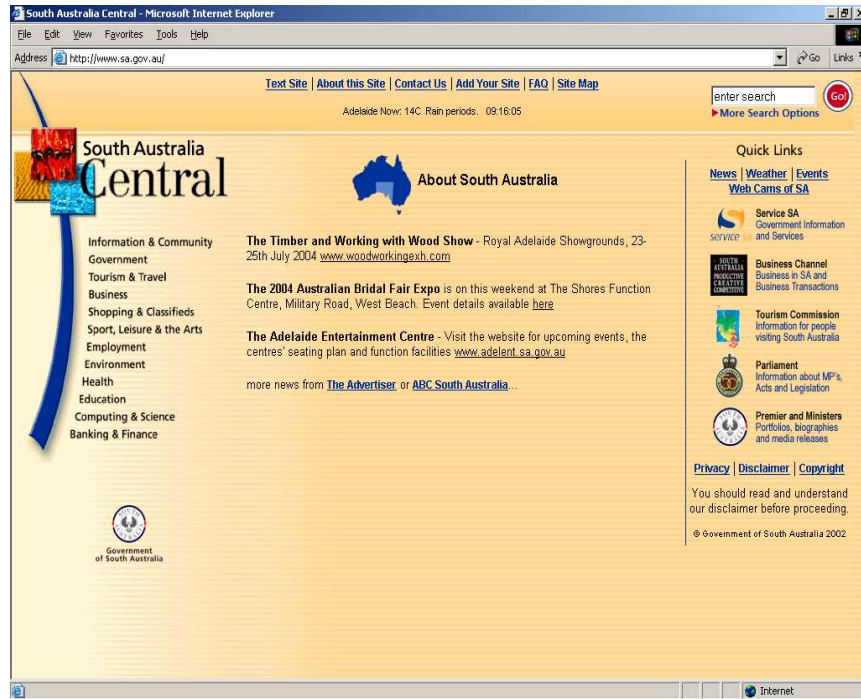 South Australia Central - Microsoft Internet Explorer
File Edit View Favorites Tools Help
Address http://www.sa.gov.au/ Go Links
Text Site | About this Site | Contact Us | Add Your Site | FAQ | Site Map
Adelaide Now: 14C Rain periods. 09:16:05
enter search Go!
More Search Options
South Australia
Central
Information & Community
Government
Tourism & Travel
Business
Shopping & Classifieds
Sport, Leisure & the Arts
Employment
Environment
Health
Education
Computing & Science
Banking & Finance
Government
of South Australia
About South Australia
The Timber and Working with Wood Show - Royal Adelaide Showgrounds, 23-
25th July 2004 www.woodworkingexh.com
The 2004 Australian Bridal Fair Expo is on this weekend at The Shores Function
Centre, Military Road, West Beach. Event details available here
The Adelaide Entertainment Centre - Visit the website for upcoming events, the
centres' seating plan and function facilities www.adelent.sa.gov.au
more news from The Advertiser or ABC South Australia...
Quick Links
News | Weather | Events
Web Cams of SA
service sa
Service SA
Government Information
and Services
SOUTH
AUSTRALIA
PRODUCTIVE
CREATIVE
COMPETITIVE
Business Channel
Business in SA and
Business Transactions
Tourism Commission
Information for people
visiting South Australia
Parliament
Information about MP's,
Acts and Legislation
Premier and Ministers
Portfolios, biographies
and media releases
Privacy | Disclaimer | Copyright
You should read and understand
our disclaimer before proceeding.
© Government of South Australia 2002
Internet